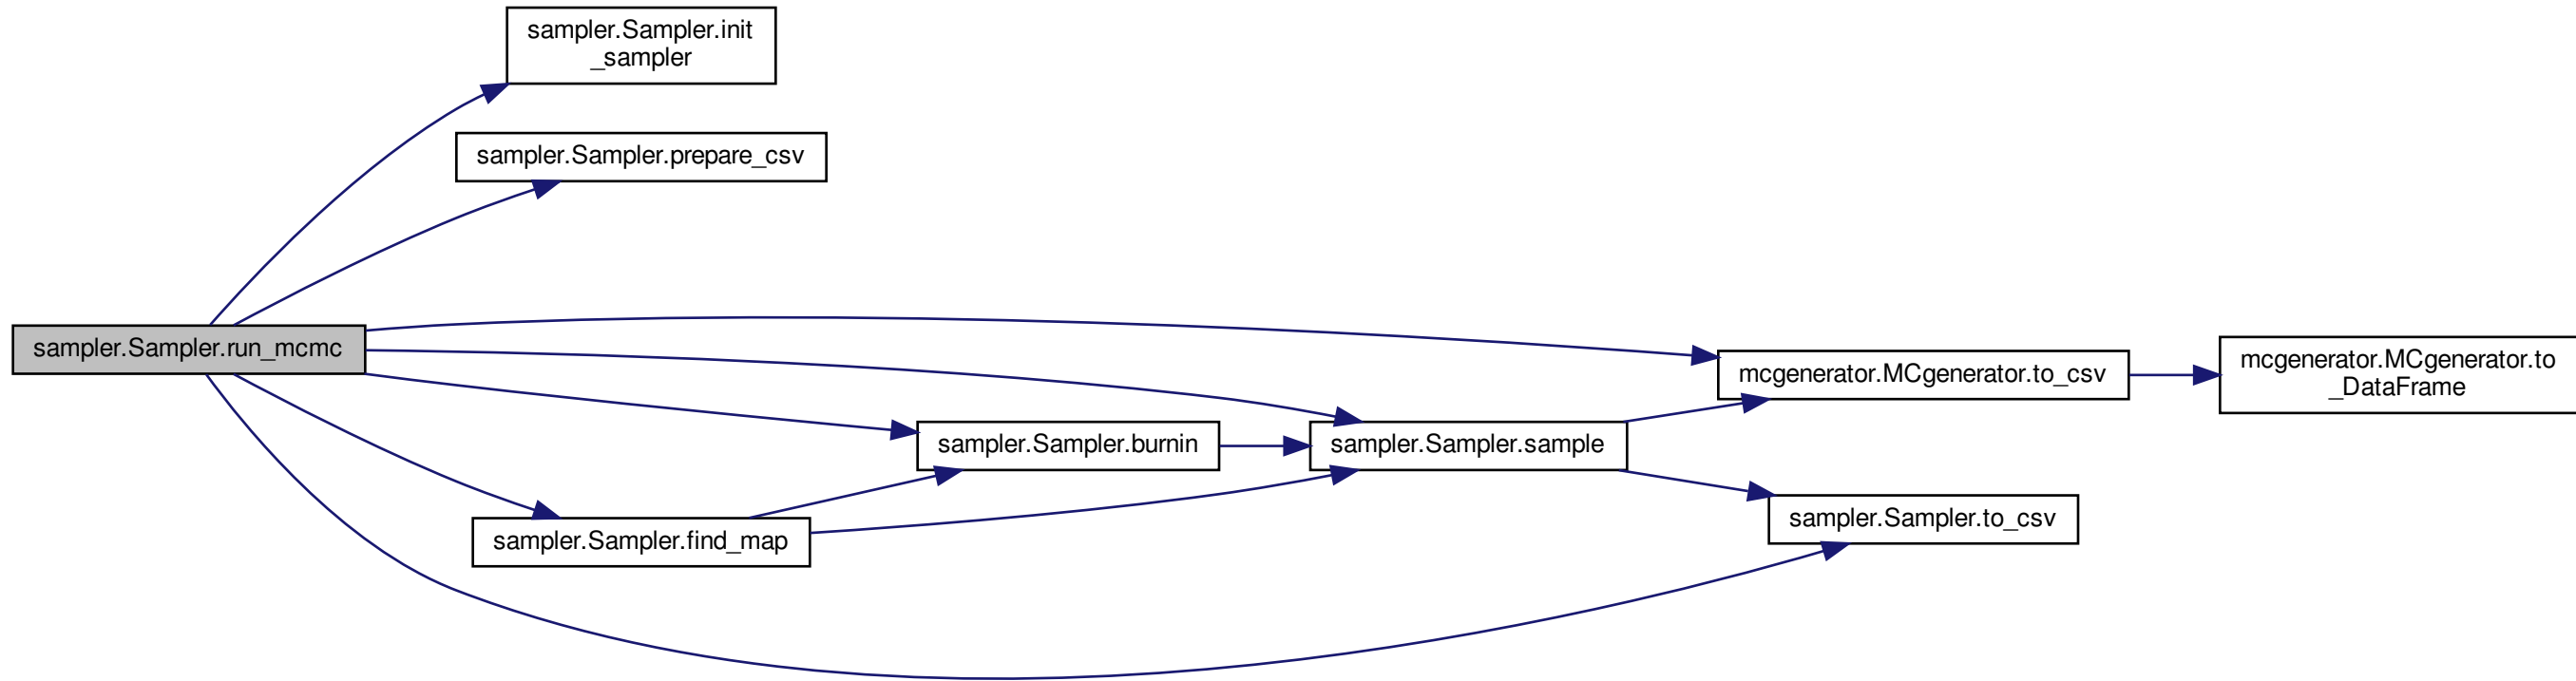 sampler.Sampler.init
_sampler
sampler.Sampler.prepare_csv
sampler.Sampler.run_mcmc
mcgenerator.MCgenerator.to_csv
mcgenerator.MCgenerator.to
_DataFrame
sampler.Sampler.burnin
sampler.Sampler.sample
sampler.Sampler.find_map
sampler.Sampler.to_csv